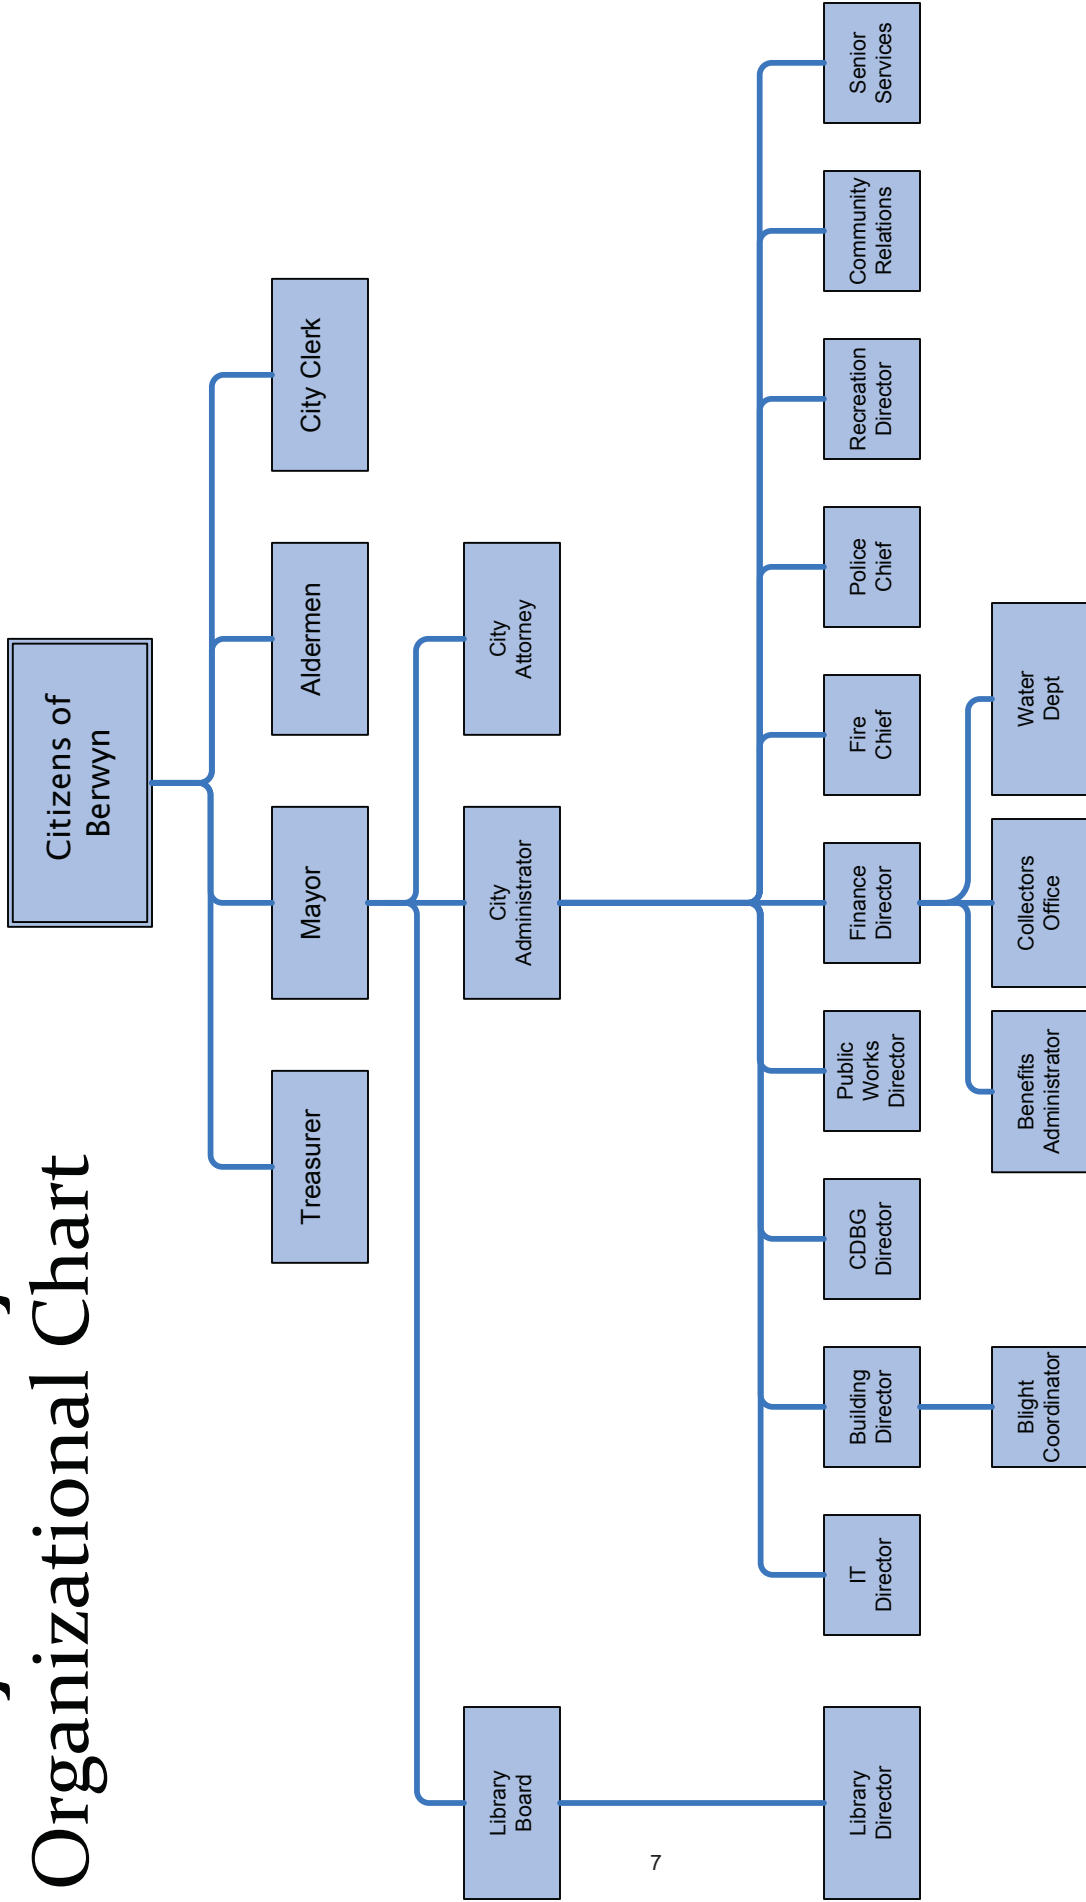 Organizational Chart
Citizens of
Berwyn
Treasurer
Mayor
Aldermen
City Clerk
Library
Board
City
Administrator
City
Attorney
Library
Director
IT
Director
Building
Director
CDBG
Director
Public
Works
Director
Finance
Director
Fire
Chief
Police
Chief
Recreation
Director
Community
Relations
Senior
Services
Blight
Coordinator
Benefits
Administrator
Collectors
Office
Water
Dept
7